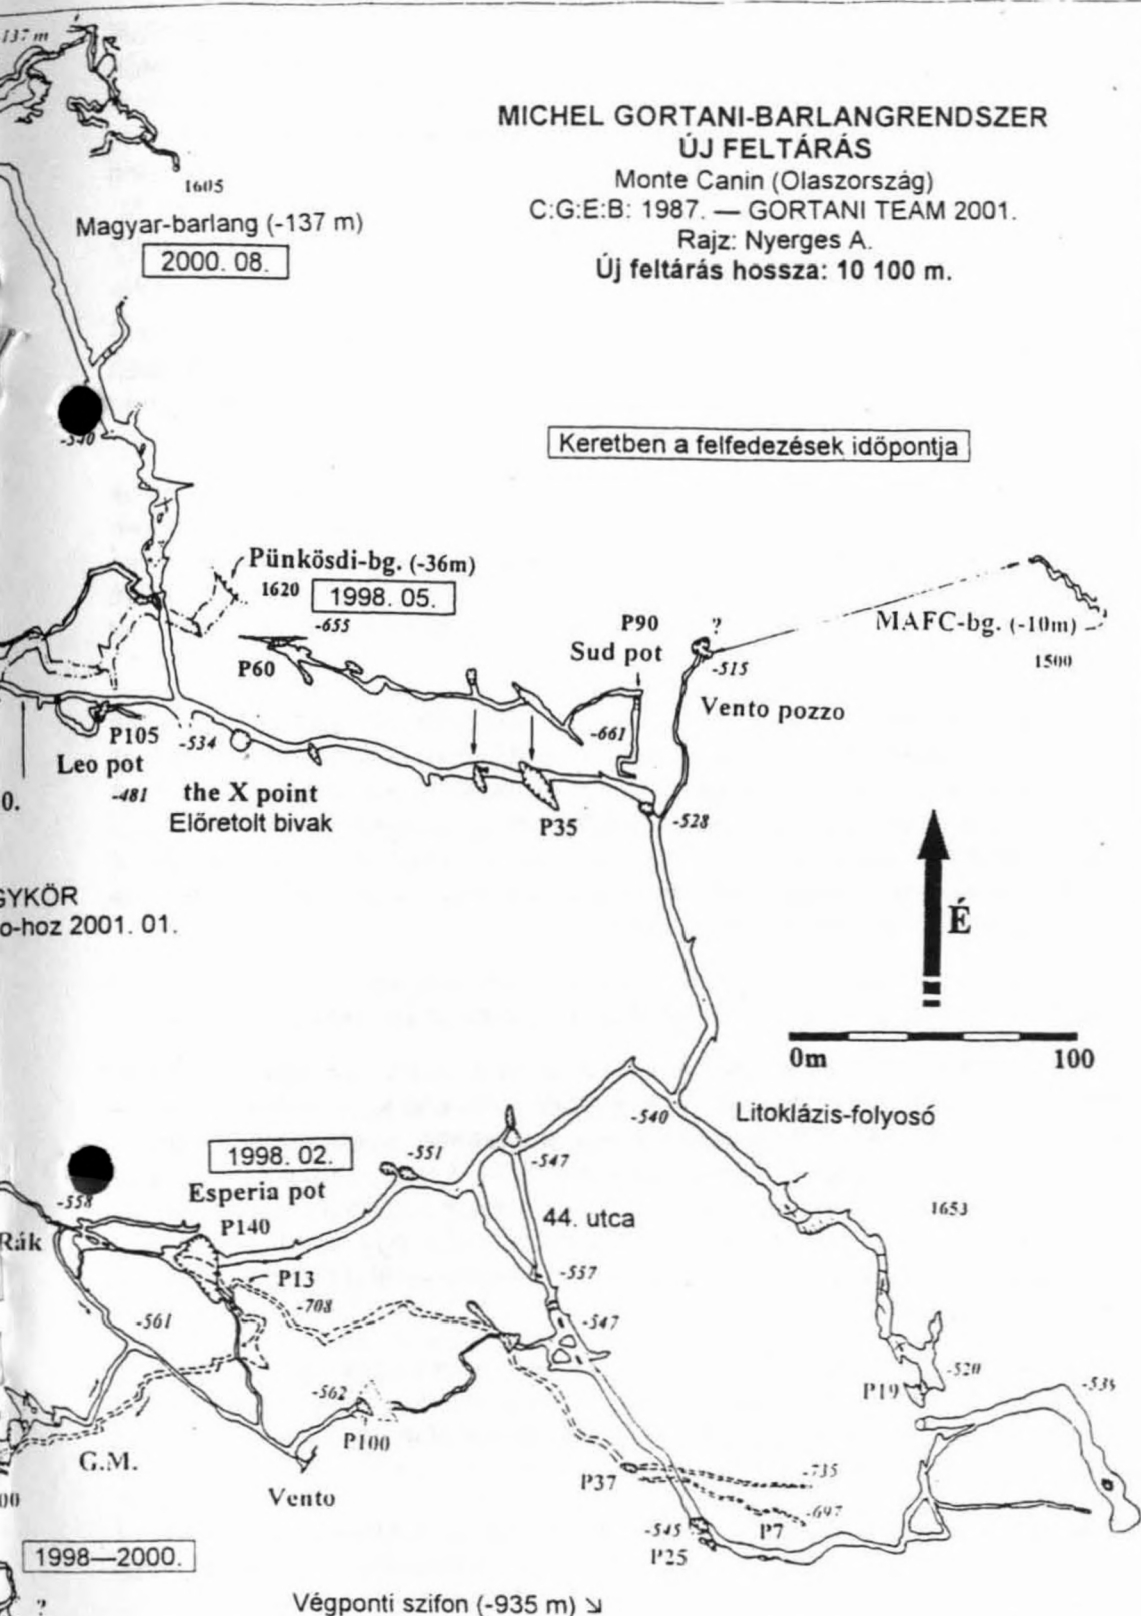 -137 m
MICHEL GORTANI-BARLANGRENDSZER
ÚJ FELTÁRÁS
Monte Canin (Olaszország)
C:G:E:B: 1987. — GORTANI TEAM 2001.
Rajz: Nyerges A.
Új feltárás hossza: 10 100 m.
1605
Magyar-barlang (-137 m)
2000. 08.
-540
Keretben a felfedezések időpontja
Pünkösdi-bg. (-36m)
1620
1998.05.
-655
P60
P90
Sud pot
?
-515
MAFC-bg. (-10m)
1500
Vento pozzo
-661
P105
-534
Leo pot
-481
the X point
Előretolt bivak
P35
-528
0.
GYKÖR
o-hoz 2001. 01.
É
0m 100
-540
Litoklázis-folyosó
1998. 02.
-551
-547
Esperia pot
-558
P140
44. utca
1653
Rák
P13
-557
-708
-547
-561
-562
P100
P19
-520
-539
G.M.
Vento
P37
-735
-697
P7
00
-545
P25
1998—2000.
?
Végponti szifon (-935 m) ↘